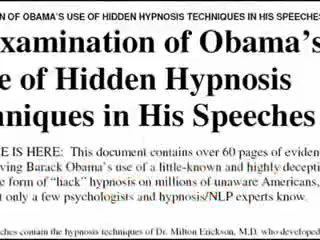 N OF OBAMA'S USE OF HIDDEN HYPNOSIS TECHNIQUES IN HIS SPEECHES
xamination of Obama's
e of Hidden Hypnosis
hniques in His Speeches
E IS HERE: This document contains over 60 pages of eviden
ving Barack Obama's use of a little-known and highly decepti
e form of "hack" hypnosis on millions of unaware Americans,
t only a few psychologists and hypnosis/NLP experts know.
ches contain the hypnosis techniques of Dr. Milton Erickson, M.D. who developed